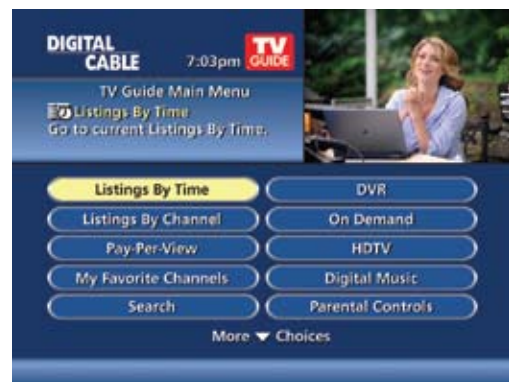 DIGITAL
CABLE
7:03pm
TV
GUIDE
TV Guide Main Menu
Listings By Time
Go to current Listings By Time.
Listings By Time
DVR
Listings By Channel
On Demand
Pay-Per-View
HDTV
My Favorite Channels
Digital Music
Search
Parental Controls
More Choices